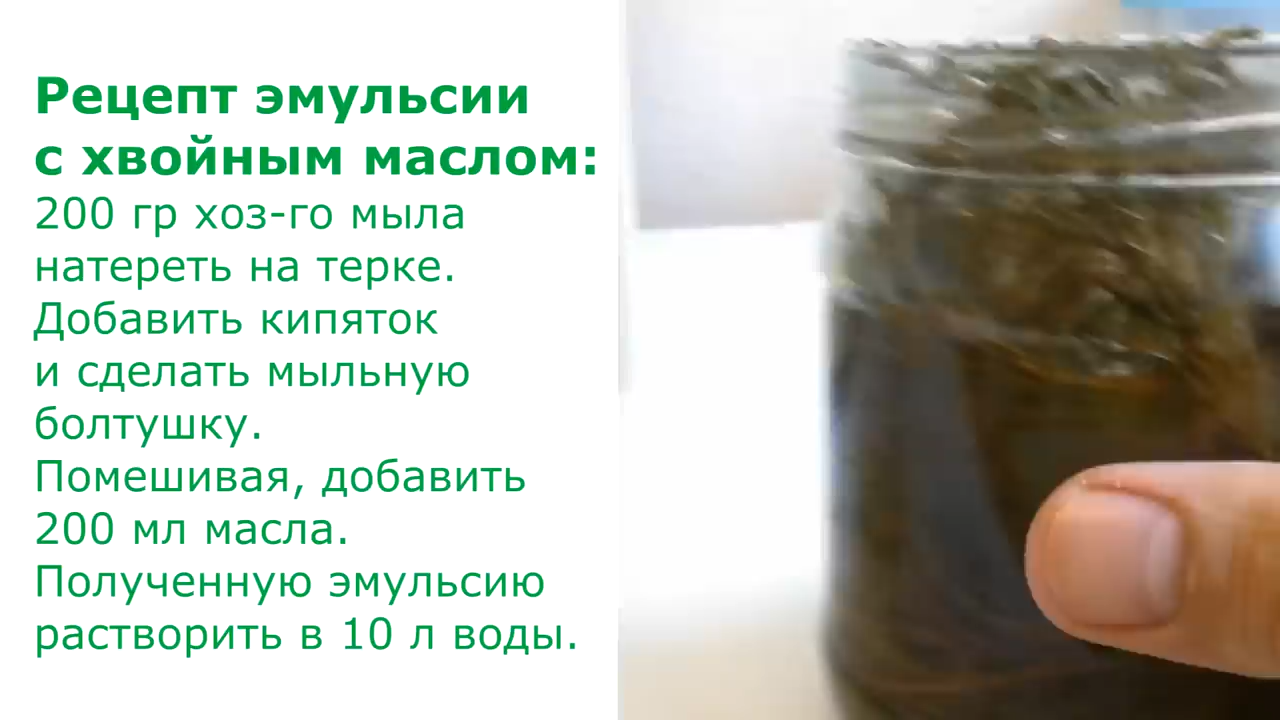 Рецепт эмульсии
с хвойным маслом:
200 гр хоз-го мыла
натереть на терке.
Добавить кипяток
и сделать мыльную
болтушку.
Помешивая, добавить
200 мл масла.
Полученную эмульсию
растворить в 10 л воды.